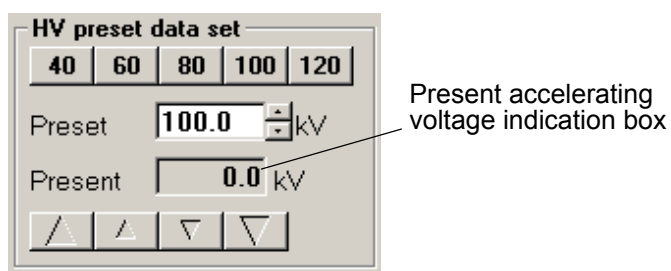 HV preset data set
40 60 80 100 120
Preset 100.0 kV
Present 0.0 kV
Present accelerating
voltage indication box